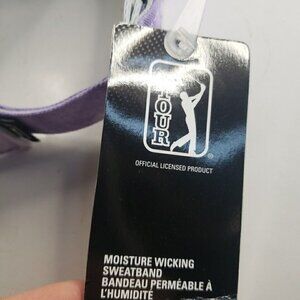 TOUR
®
OFFICIAL LICENSED PRODUCT
MOISTURE WICKING
SWEATBAND
BANDEAU PERMÉABLE À
L'HUMIDITÉ